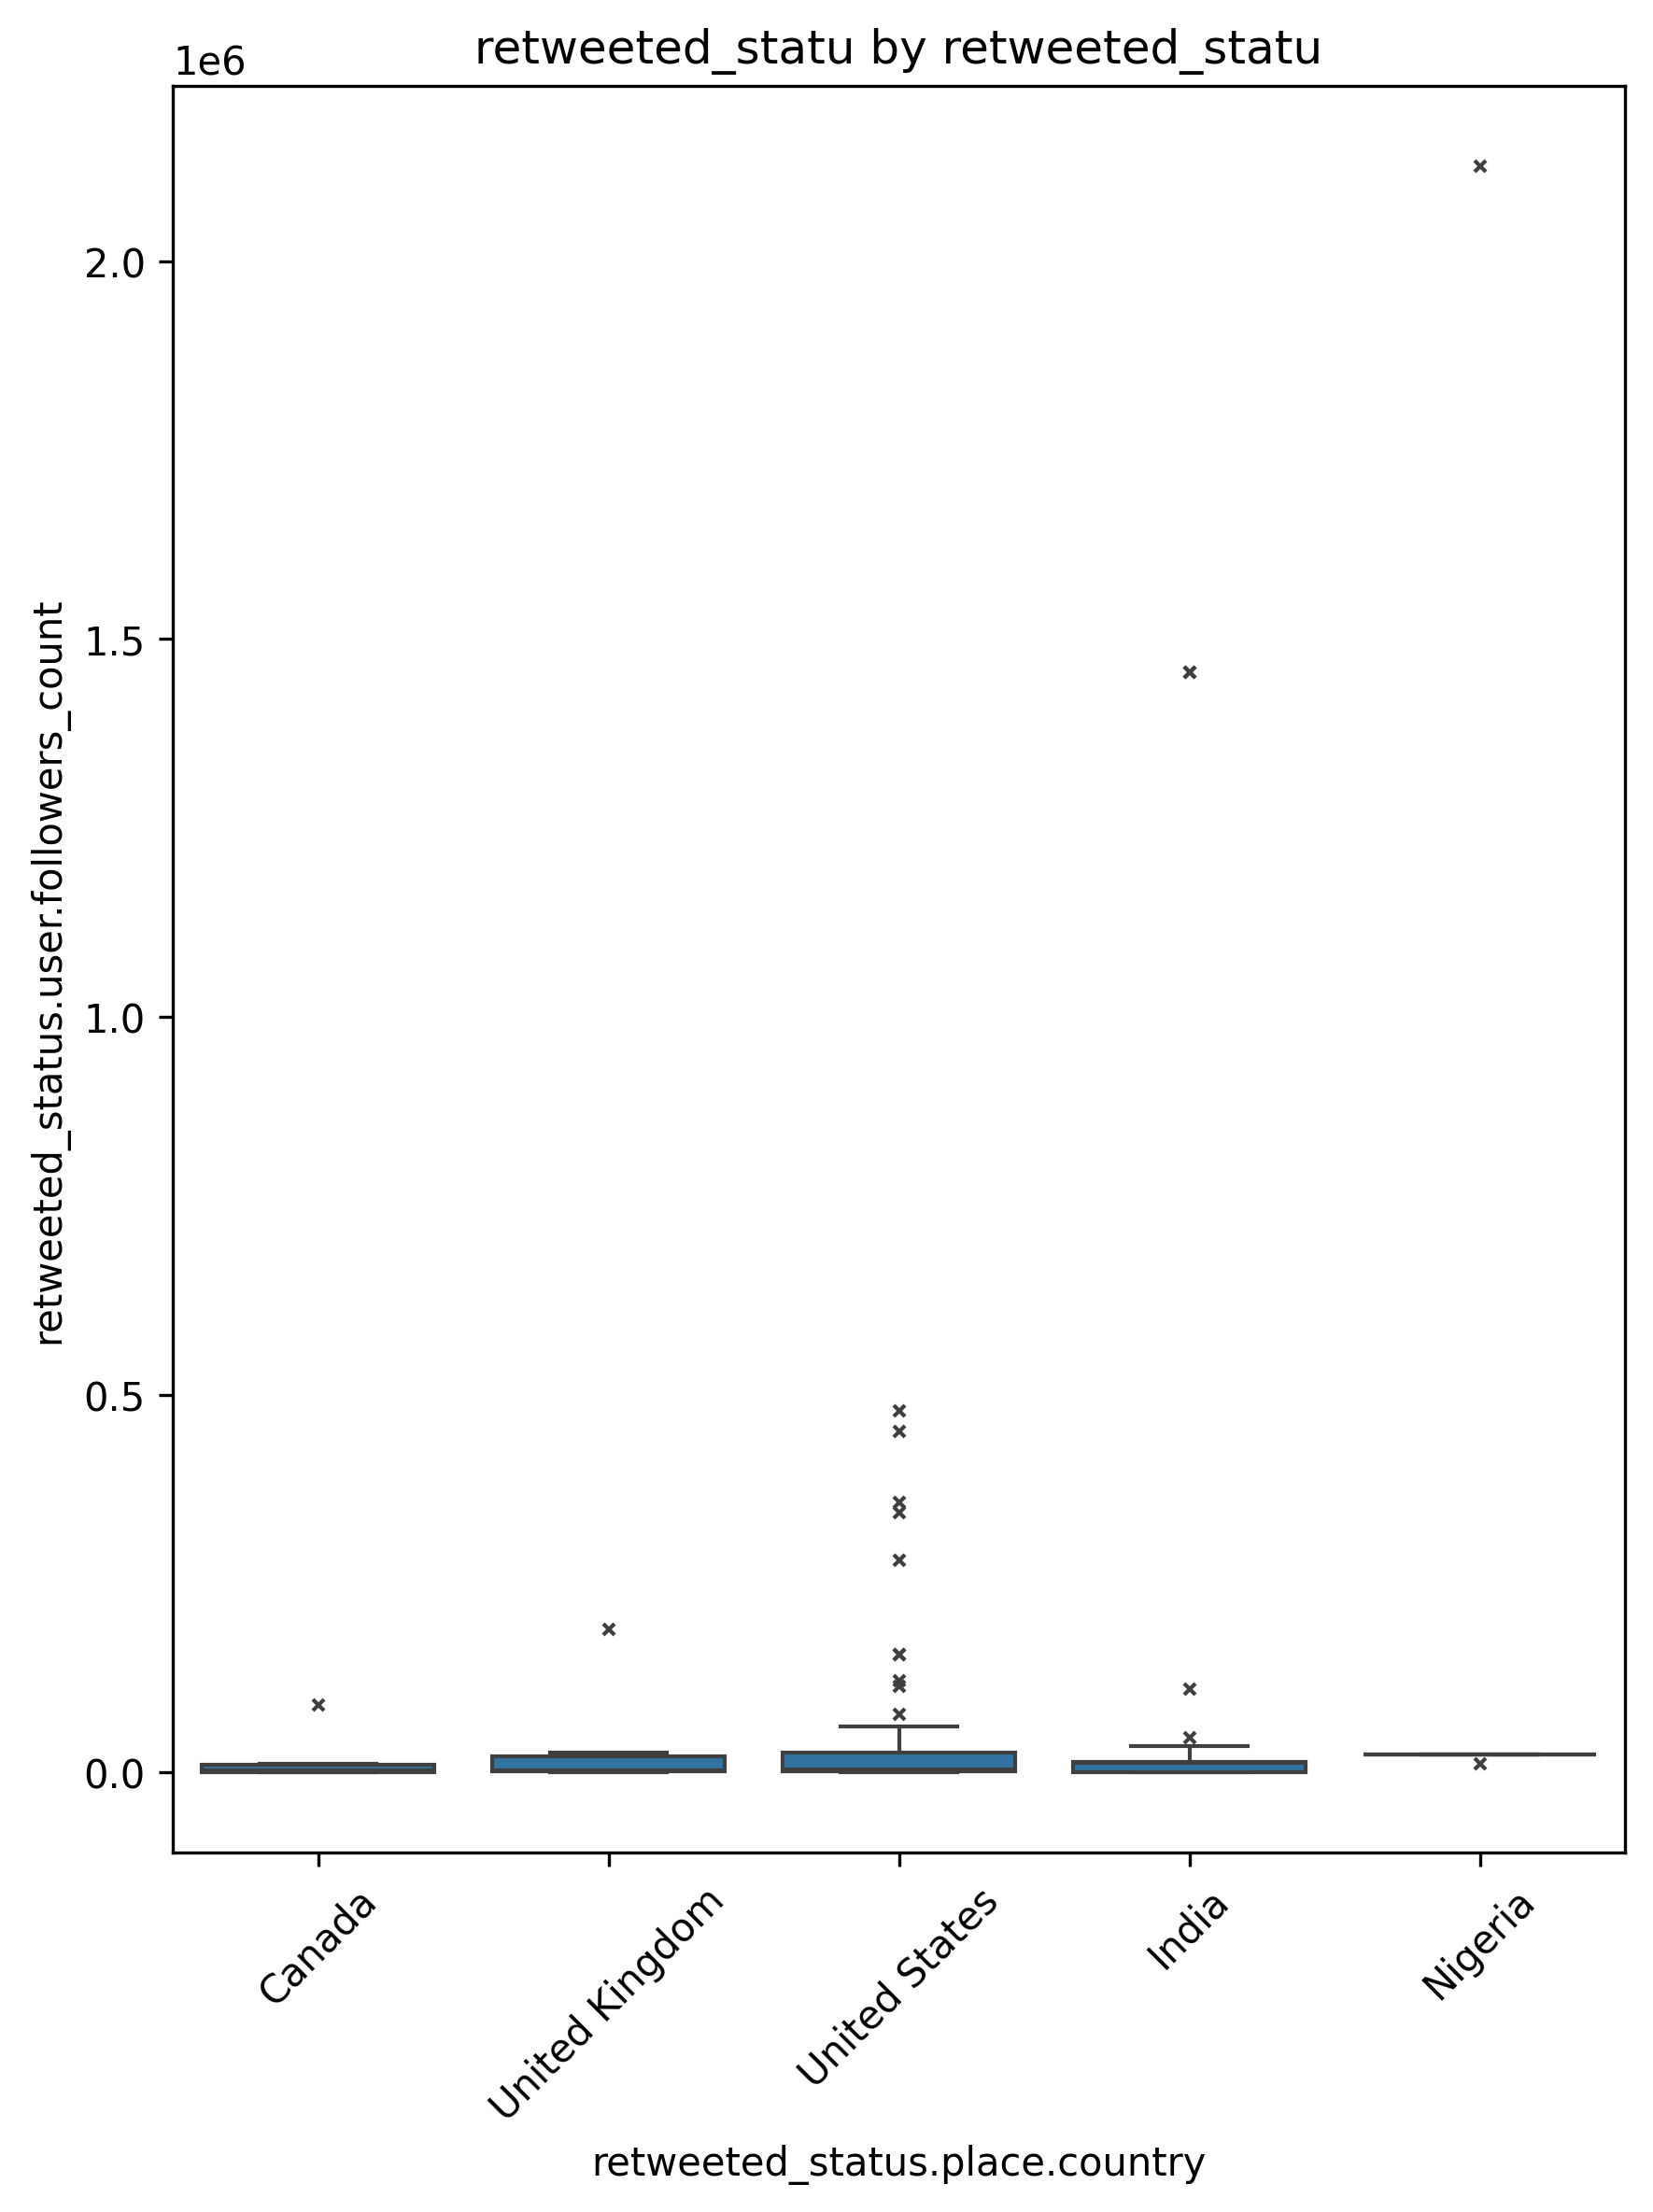 retweeted_statu by retweeted_statu
1e6
2.0
1.5
1.0
0.5
0.0
retweeted_status.user.followers_count
Canada
United Kingdom
United States
India
Nigeria
retweeted_status.place.country